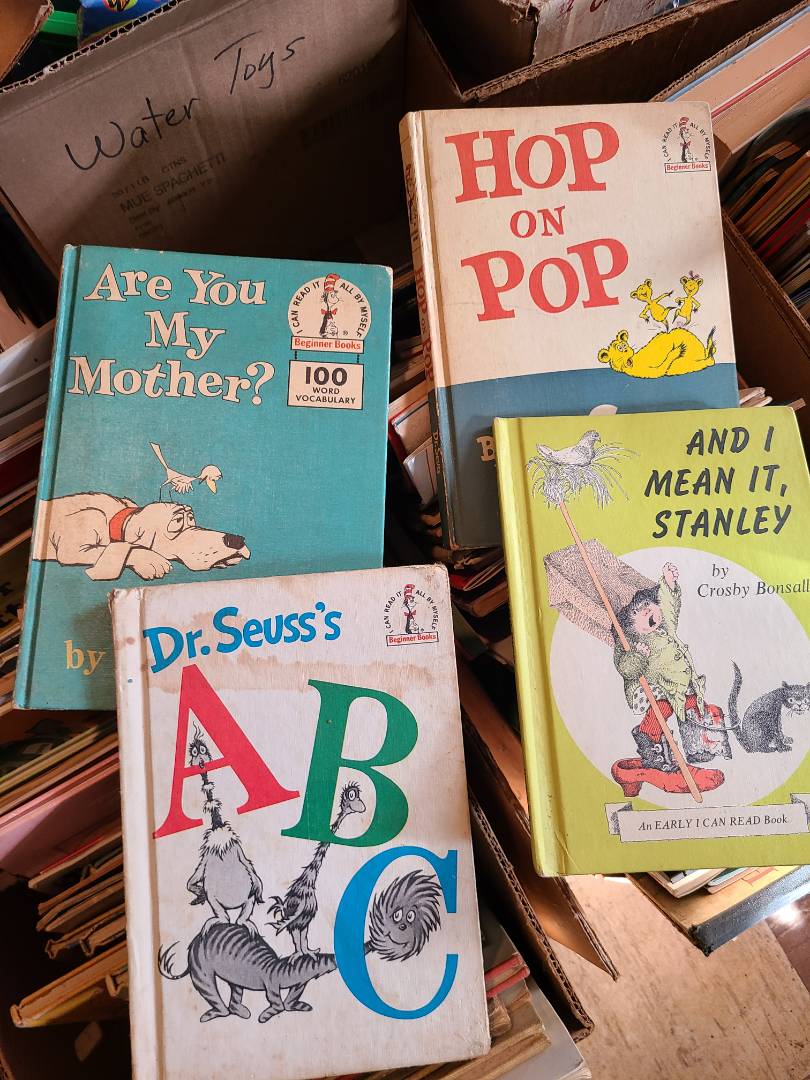 Water Toys
MUE SPAGHETTI
HOP
ON
POP
I CAN READ IT ALL BY MYSELF
Beginner Books
Are You
My
Mother?
I CAN READ IT ALL BY MYSELF
Beginner Books
100
WORD
VOCABULARY
by
AND I
MEAN IT,
STANLEY
by
Crosby Bonsall
An EARLY I CAN READ Book
Dr. Seuss's
I CAN READ IT ALL BY MYSELF
Beginner Books
A
B
C